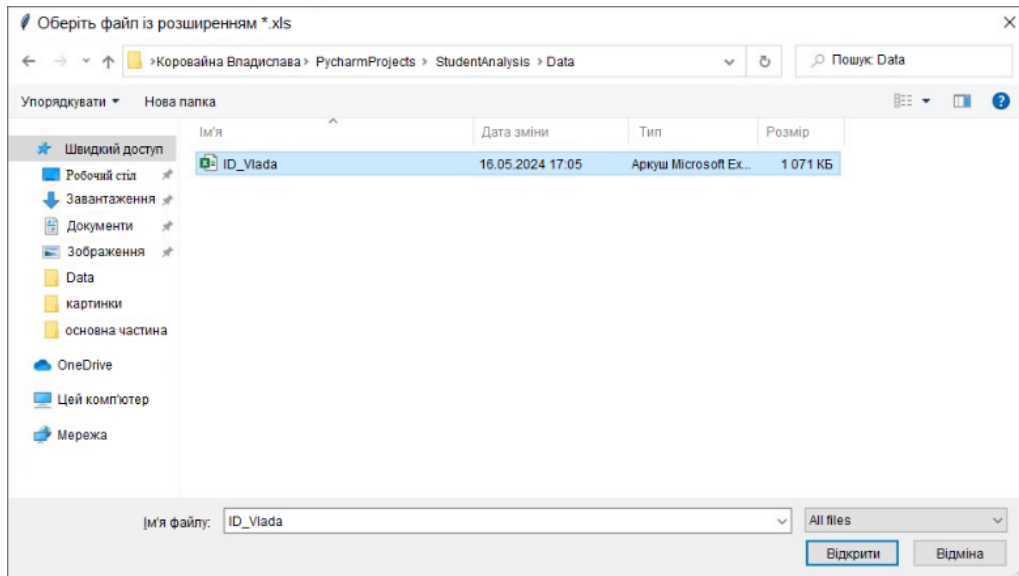 Оберіть файл із розширенням *.xls
>Коровайна Владислава > PycharmProjects > StudentAnalysis > Data
Пошук: Data
Упорядкувати Нова папка
Ім'я Дата зміни Тип Розмір
Швидкий доступ
ID_Vlada 16.05.2024 17:05 Аркуш Microsoft Ex... 1 071 КБ
Робочий стіл
Завантаження
Документи
Зображення
Data
картинки
основна частина
OneDrive
Цей комп'ютер
Мережа
Ім'я файлу: ID_Vlada All files
Відкрити Відміна